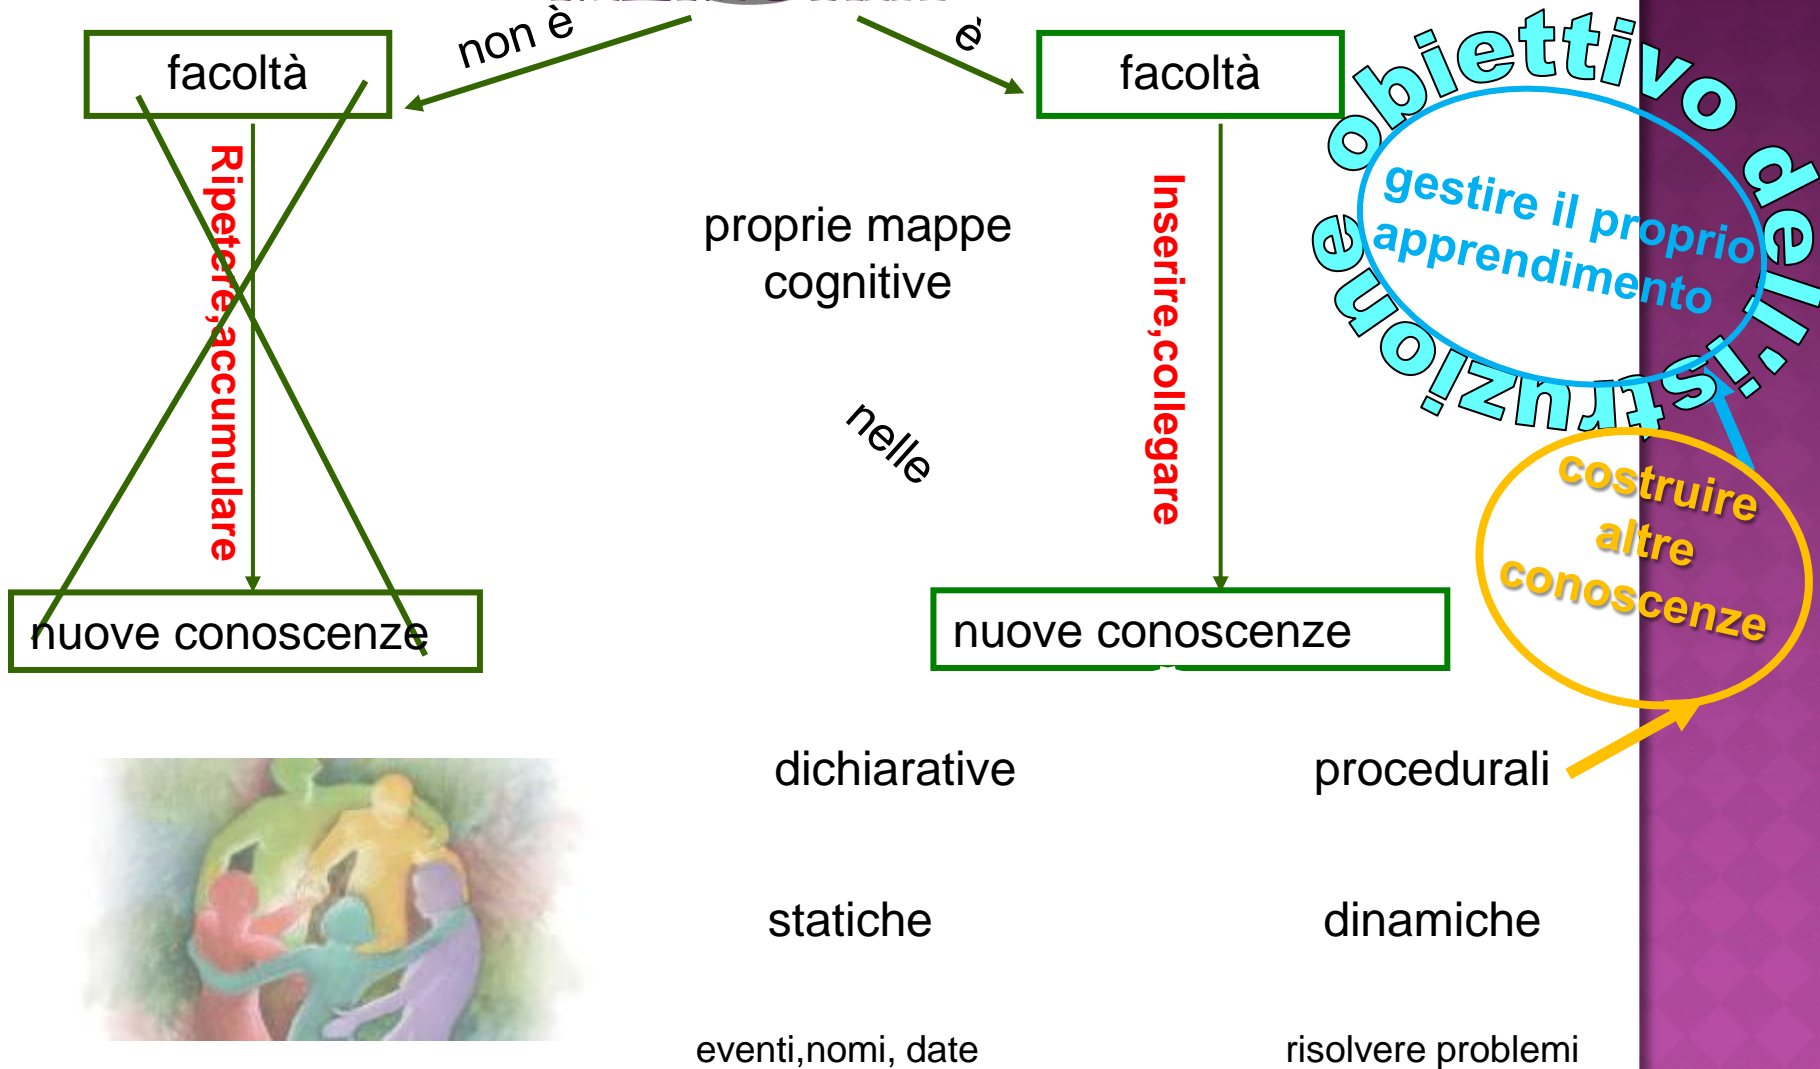 non è
è
facoltà
facoltà
Ripetere,accumulare
proprie mappe
cognitive
nelle
Inserire,collegare
obiettivo dell'istruzione
gestire il proprio
apprendimento
costruire
altre
conoscenze
nuove conoscenze
nuove conoscenze
dichiarative
procedurali
statiche
dinamiche
eventi,nomi, date
risolvere problemi